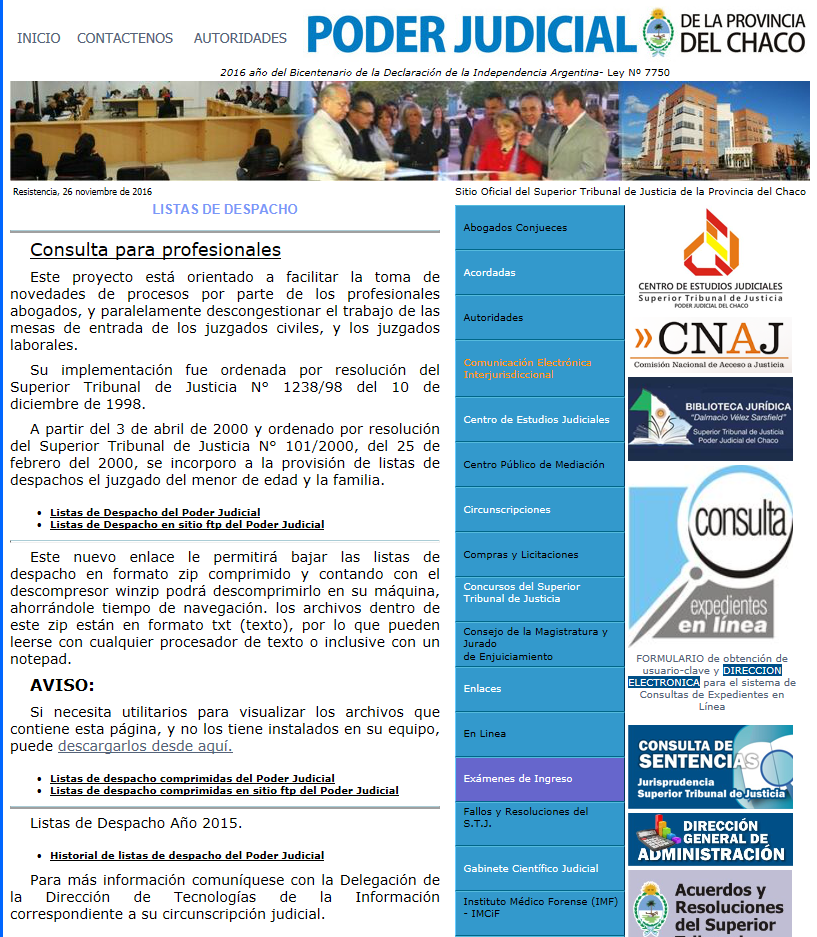 INICIO CONTACTENOS AUTORIDADES
PODER JUDICIAL
DE LA PROVINCIA
DEL CHACO
2016 año del Bicentenario de la Declaración de la Independencia Argentina- Ley Nº 7750
Resistencia, 26 noviembre de 2016
Sitio Oficial del Superior Tribunal de Justicia de la Provincia del Chaco
LISTAS DE DESPACHO
Consulta para profesionales
Este proyecto está orientado a facilitar la toma de
novedades de procesos por parte de los profesionales
abogados, y paralelamente descongestionar el trabajo de las
mesas de entrada de los juzgados civiles, y los juzgados
laborales.
Su implementación fue ordenada por resolución del
Superior Tribunal de Justicia N° 1238/98 del 10 de
diciembre de 1998.
A partir del 3 de abril de 2000 y ordenado por resolución
del Superior Tribunal de Justicia N° 101/2000, del 25 de
febrero del 2000, se incorporo a la provisión de listas de
despachos el juzgado del menor de edad y la familia.
• Listas de Despacho del Poder Judicial
• Listas de Despacho en sitio ftp del Poder Judicial
Este nuevo enlace le permitirá bajar las listas de
despacho en formato zip comprimido y contando con el
descompresor winzip podrá descomprimirlo en su máquina,
ahorrándole tiempo de navegación. los archivos dentro de
este zip están en formato txt (texto), por lo que pueden
leerse con cualquier procesador de texto o inclusive con un
notepad.
AVISO:
Si necesita utilitarios para visualizar los archivos que
contiene esta página, y no los tiene instalados en su equipo,
puede descargarlos desde aquí.
• Listas de despacho comprimidas del Poder Judicial
• Listas de despacho comprimidas en sitio ftp del Poder Judicial
Listas de Despacho Año 2015.
• Historial de listas de despacho del Poder Judicial
Para más información comuníquese con la Delegación de
la Dirección de Tecnologías de la Información
correspondiente a su circunscripción judicial.
Abogados Conjueces
Acordadas
Autoridades
Comunicación Electrónica
Interjurisdiccional
Centro de Estudios Judiciales
Centro Público de Mediación
Circunscripciones
Compras y Licitaciones
Concursos del Superior
Tribunal de Justicia
Consejo de la Magistratura y
Jurado
de Enjuiciamiento
Enlaces
En Linea
Exámenes de Ingreso
Fallos y Resoluciones del
S.T.J.
Gabinete Científico Judicial
Instituto Médico Forense (IMF)
- IMCiF
CENTRO DE ESTUDIOS JUDICIALES
Superior Tribunal de Justicia
PODER JUDICIAL DEL CHACO
CNAJ
Comisión Nacional de Acceso a Justicia
BIBLIOTECA JURÍDICA
"Dalmacio Vélez Sarsfield"
Superior Tribunal de Justicia
Poder Judicial del Chaco
consulta
expedientes
en línea
FORMULARIO de obtención de
usuario-clave y DIRECCION
ELECTRONICA para el sistema de
Consultas de Expedientes en
Línea
CONSULTA DE
SENTENCIAS
Jurisprudencia
Superior Tribunal de Justicia
DIRECCIÓN
GENERAL DE
ADMINISTRACIÓN
Acuerdos y
Resoluciones
del Superior